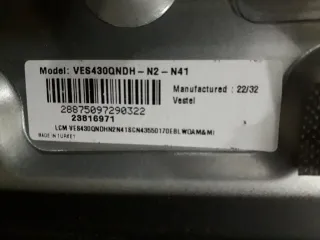 Model: VES430QNDH - N2 - N41
Manufactured : 22/32
Vestel
28875097290322
23816971
MADE IN TURKEY